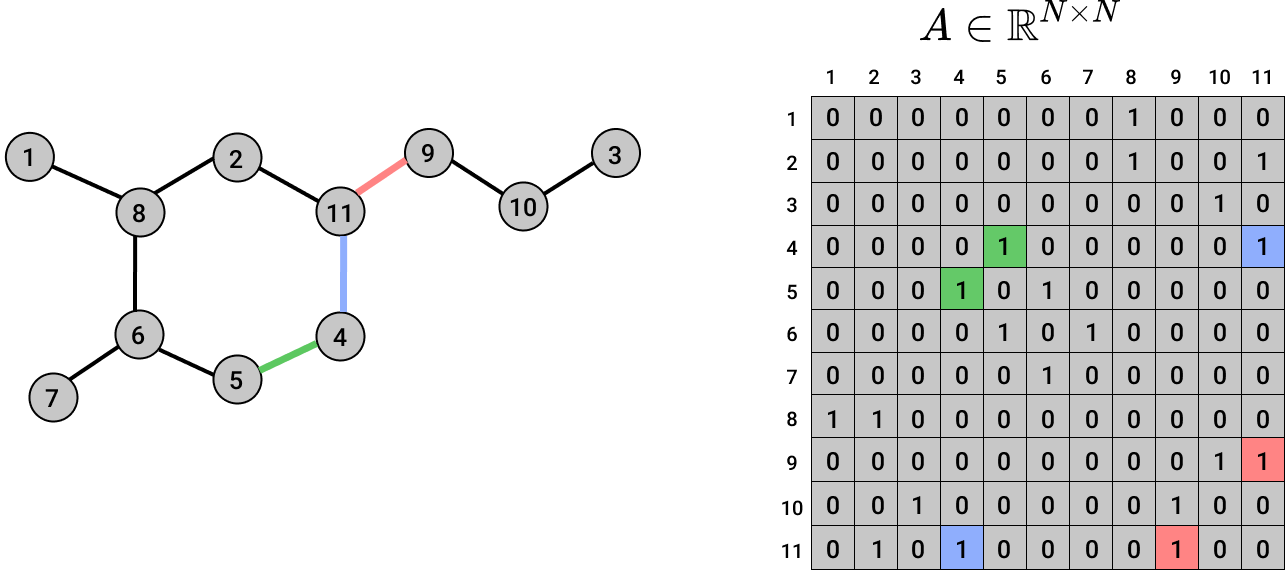 A ∈ ℝ^{N×N}
1 2 3 4 5 6 7 8 9 10 11
1 0 0 0 0 0 0 0 1 0 0 0
2 0 0 0 0 0 0 0 1 0 0 1
3 0 0 0 0 0 0 0 0 0 1 0
4 0 0 0 0 1 0 0 0 0 0 1
5 0 0 0 1 0 1 0 0 0 0 0
6 0 0 0 0 1 0 1 0 0 0 0
7 0 0 0 0 0 1 0 0 0 0 0
8 1 1 0 0 0 0 0 0 0 0 0
9 0 0 0 0 0 0 0 0 0 1 1
10 0 0 1 0 0 0 0 0 1 0 0
11 0 1 0 1 0 0 0 0 1 0 0
1
2
9
3
8
11
10
6
4
5
7